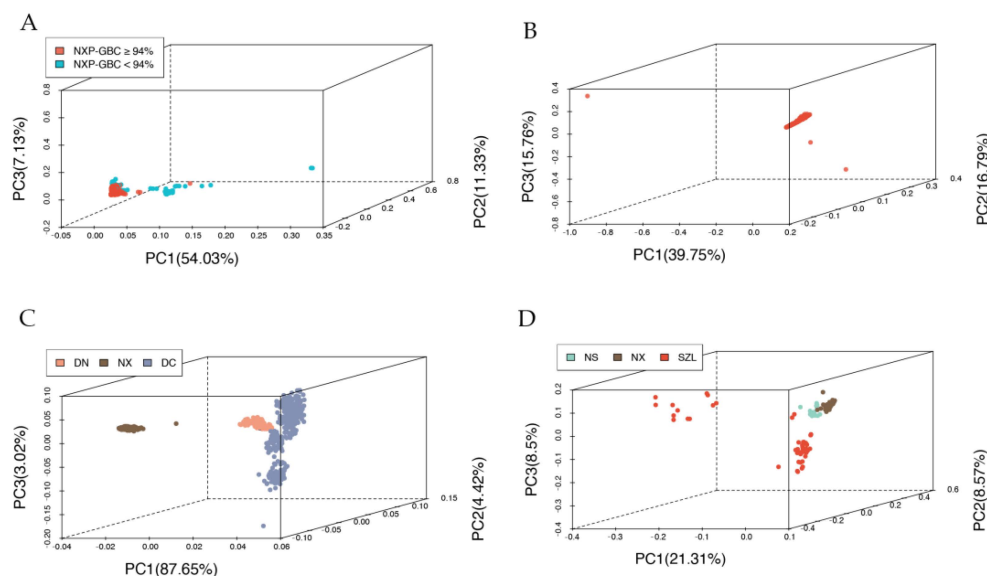 A
NXP-GBC ≥ 94%
NXP-GBC < 94%
PC3(7.13%)
-0.2 0.0 0.2 0.4 0.6 0.8
-0.05 0.00 0.05 0.10 0.15 0.20 0.25 0.30 0.35
PC1(54.03%)
-0.2 0.0 0.2 0.4 0.6 0.8
PC2(11.33%)
B
PC3(15.76%)
-0.8 -0.6 -0.4 -0.2 0.0 0.2 0.4
-1.0 -0.8 -0.6 -0.4 -0.2 0.0 0.2
PC1(39.75%)
-0.2 -0.1 0.0 0.1 0.2 0.3 0.4
PC2(16.79%)
C
DN NX DC
PC3(3.02%)
-0.20 -0.15 -0.10 -0.05 0.00 0.05 0.10
-0.04 -0.02 0.00 0.02 0.04 0.06
PC1(87.65%)
-0.10 -0.05 0.00 0.05 0.10 0.15
PC2(4.42%)
D
NS NX SZL
PC3(8.5%)
-0.4 -0.3 -0.2 -0.1 0.0 0.1 0.2
-0.4 -0.3 -0.2 -0.1 0.0 0.1
PC1(21.31%)
-0.4 -0.2 0.0 0.2 0.4 0.6
PC2(8.57%)